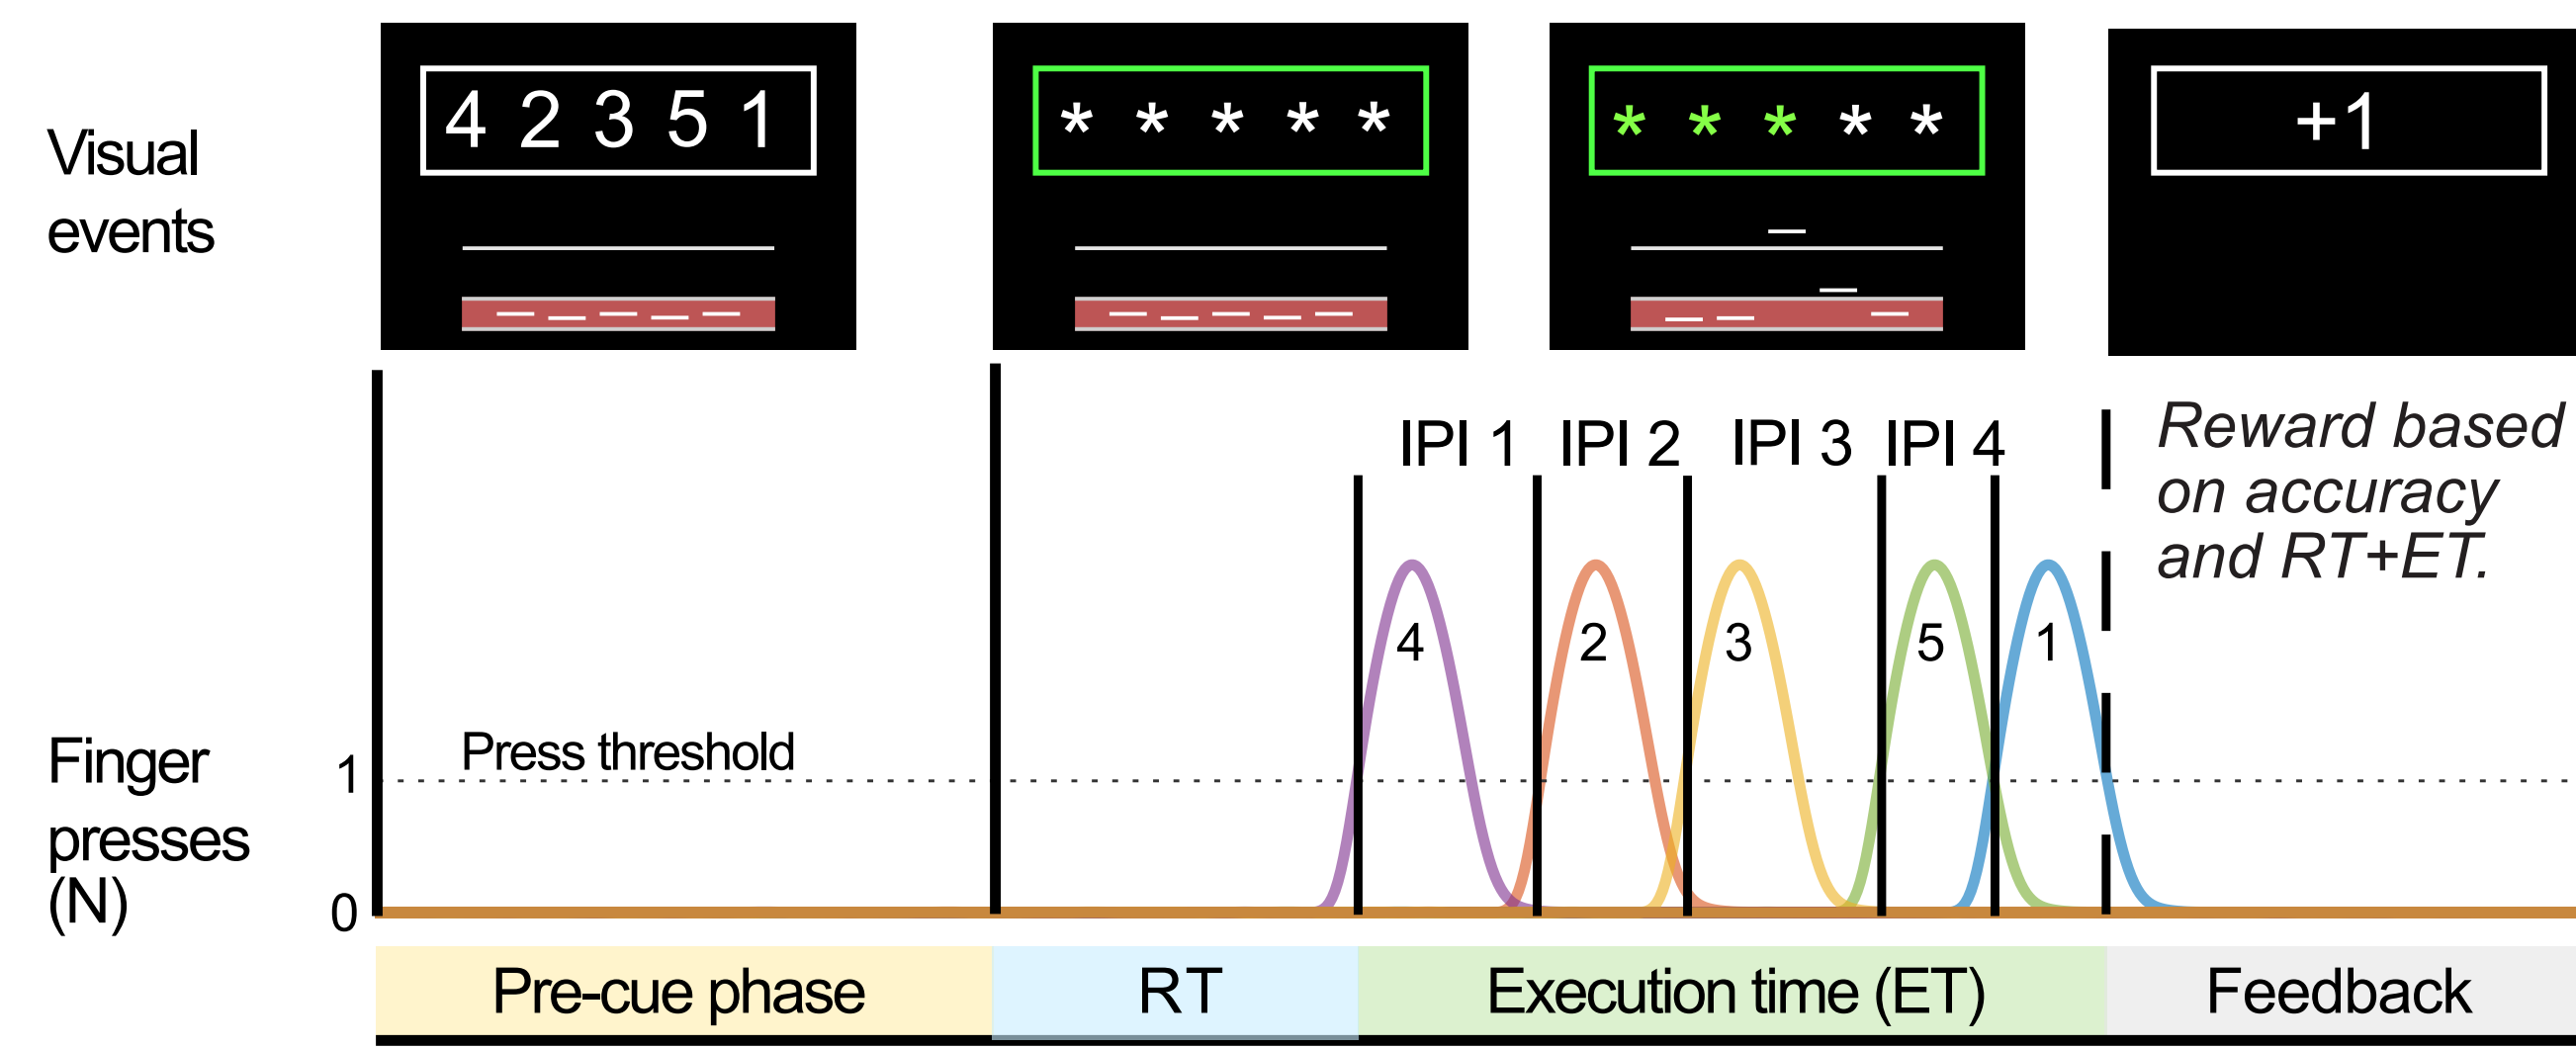 Visual
events
4 2 3 5 1
* * * * *
* * * * *
+1
IPI 1
IPI 2
IPI 3
IPI 4
Reward based
on accuracy
and RT+ET.
4
2
3
5
1
Press threshold
Finger
presses
(N)
1
0
Pre-cue phase
RT
Execution time (ET)
Feedback